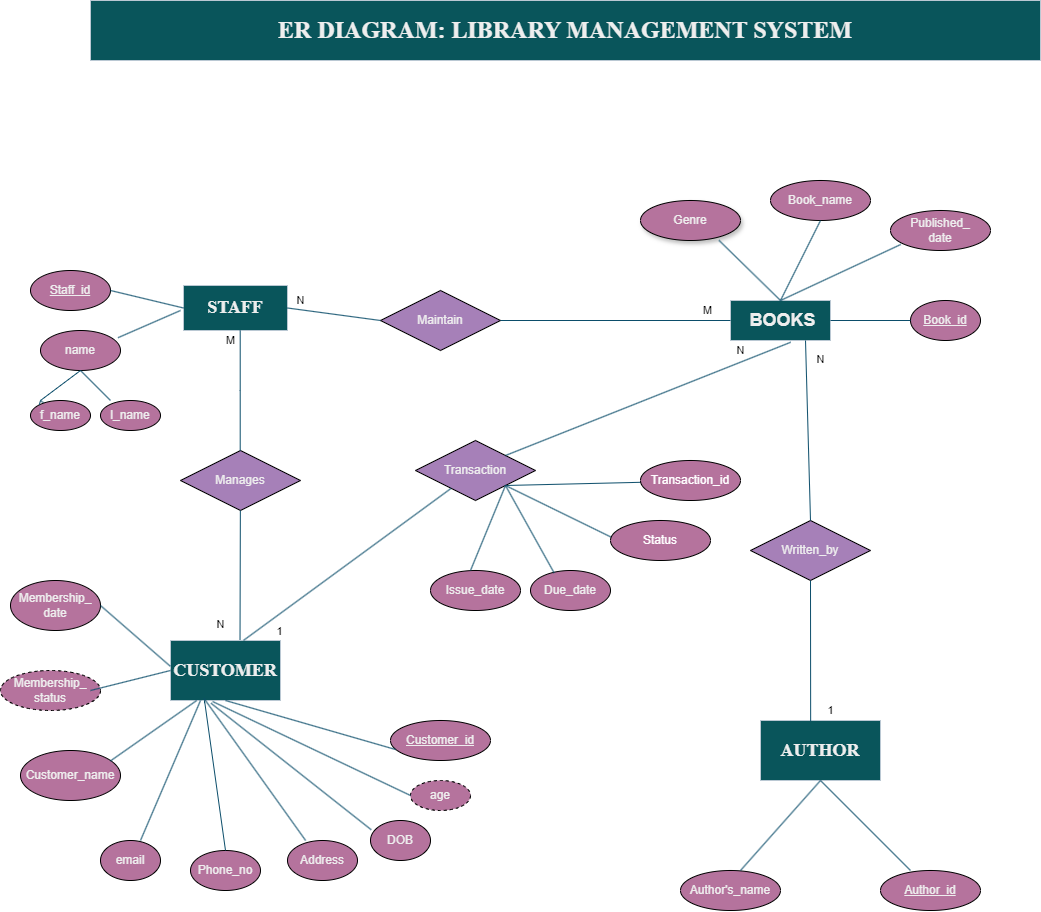 ER DIAGRAM: LIBRARY MANAGEMENT SYSTEM
Book_name
Genre
Published_
date
Staff_id
STAFF
N
Maintain
M
BOOKS
Book_id
M
name
N
N
f_name
l_name
Manages
Transaction
Transaction_id
Status
Written_by
Issue_date
Due_date
Membership_
date
N
1
CUSTOMER
Membership_
status
1
Customer_id
AUTHOR
Customer_name
age
DOB
email
Phone_no
Address
Author's_name
Author_id